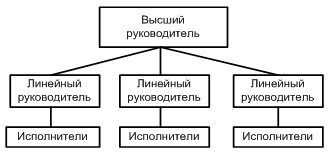 Высший
руководитель
Линейный
руководитель
Линейный
руководитель
Линейный
руководитель
Исполнители
Исполнители
Исполнители